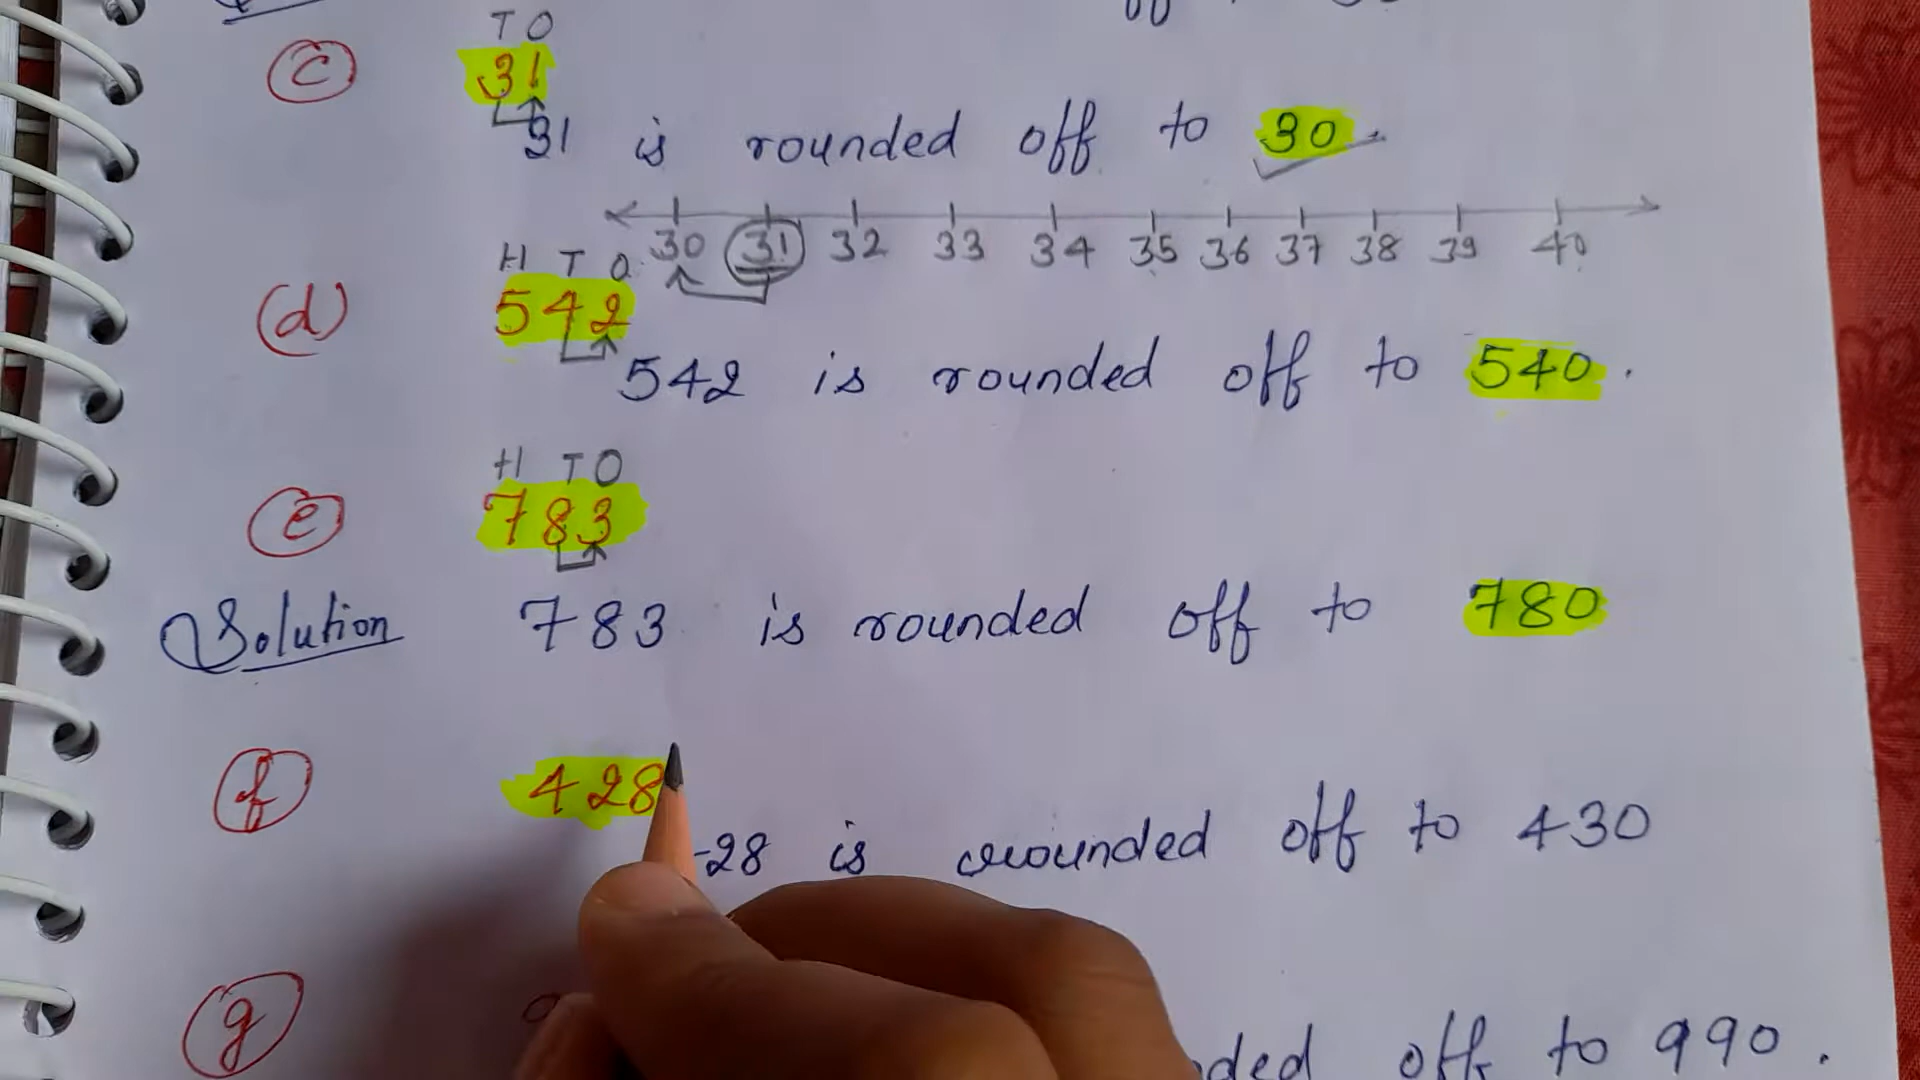 T O
(c) 31
31 is rounded off to 30.
30 31 32 33 34 35 36 37 38 39 40
H T O
(d) 542
542 is rounded off to 540.
H T O
(e) 783
Solution 783 is rounded off to 780
(f) 428
28 is rounded off to 430
(g)
nded off to 990.